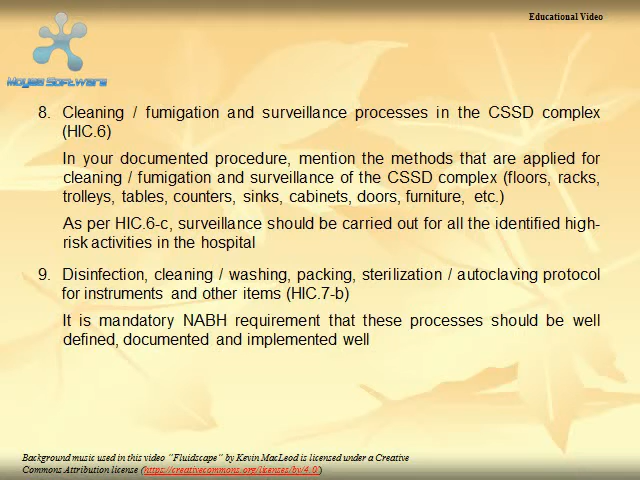 Educational Video
Moyea Software
8. Cleaning / fumigation and surveillance processes in the CSSD complex
(HIC.6)
In your documented procedure, mention the methods that are applied for
cleaning / fumigation and surveillance of the CSSD complex (floors, racks,
trolleys, tables, counters, sinks, cabinets, doors, furniture, etc.)
As per HIC.6-c, surveillance should be carried out for all the identified high-
risk activities in the hospital
9. Disinfection, cleaning / washing, packing, sterilization / autoclaving protocol
for instruments and other items (HIC.7-b)
It is mandatory NABH requirement that these processes should be well
defined, documented and implemented well
Background music used in this video "Fluidscape" by Kevin MacLeod is licensed under a Creative
Commons Attribution license (https://creativecommons.org/licenses/by/4.0/)